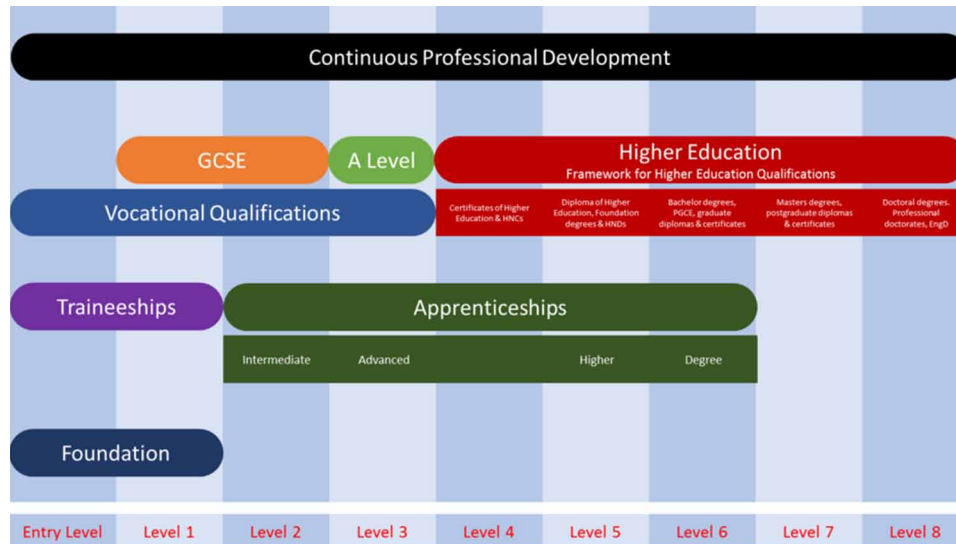 Continuous Professional Development
GCSE
A Level
Higher Education
Framework for Higher Education Qualifications
Vocational Qualifications
Certificates of Higher
Education & HNCs
Diploma of Higher
Education, Foundation
degrees & HNDs
Bachelor degrees,
PGCE, graduate
diplomas & certificates
Masters degrees,
postgraduate diplomas
& certificates
Doctoral degrees.
Professional
doctorates, EngD
Traineeships
Apprenticeships
Intermediate
Advanced
Higher
Degree
Foundation
Entry Level
Level 1
Level 2
Level 3
Level 4
Level 5
Level 6
Level 7
Level 8